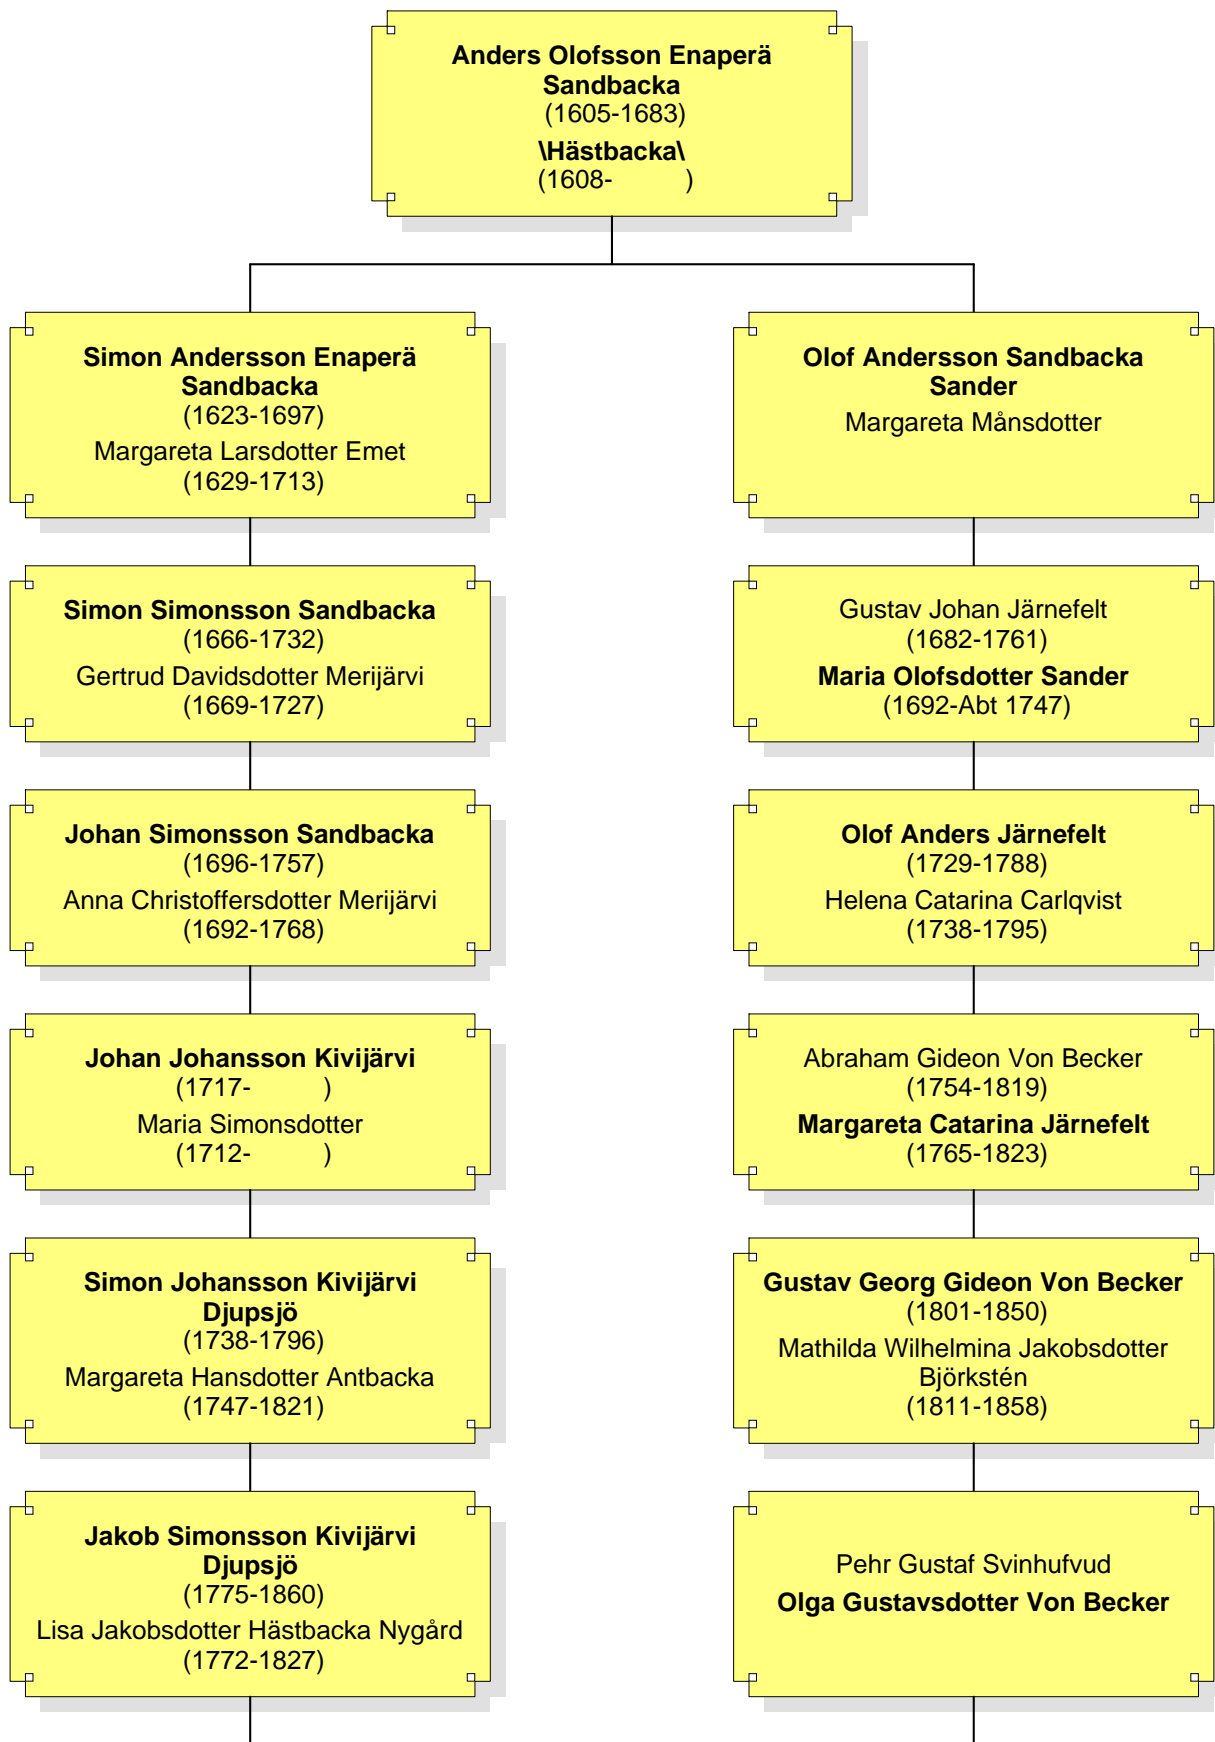 Anders Olofsson Enaperä
Sandbacka
(1605-1683)
\Hästbacka\
(1608- )
Simon Andersson Enaperä
Sandbacka
(1623-1697)
Margareta Larsdotter Emet
(1629-1713)
Olof Andersson Sandbacka
Sander
Margareta Månsdotter
Simon Simonsson Sandbacka
(1666-1732)
Gertrud Davidsdotter Merijärvi
(1669-1727)
Gustav Johan Järnefelt
(1682-1761)
Maria Olofsdotter Sander
(1692-Abt 1747)
Johan Simonsson Sandbacka
(1696-1757)
Anna Christoffersdotter Merijärvi
(1692-1768)
Olof Anders Järnefelt
(1729-1788)
Helena Catarina Carlqvist
(1738-1795)
Johan Johansson Kivijärvi
(1717- )
Maria Simonsdotter
(1712- )
Abraham Gideon Von Becker
(1754-1819)
Margareta Catarina Järnefelt
(1765-1823)
Simon Johansson Kivijärvi
Djupsjö
(1738-1796)
Margareta Hansdotter Antbacka
(1747-1821)
Gustav Georg Gideon Von Becker
(1801-1850)
Mathilda Wilhelmina Jakobsdotter
Björkstén
(1811-1858)
Jakob Simonsson Kivijärvi
Djupsjö
(1775-1860)
Lisa Jakobsdotter Hästbacka Nygård
(1772-1827)
Pehr Gustaf Svinhufvud
Olga Gustavsdotter Von Becker